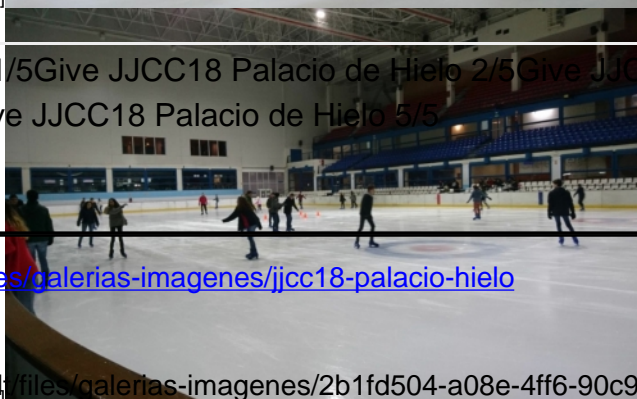 /5Give JJCC18 Palacio de Hielo 2/5Give JJC
ve JJCC18 Palacio de Hielo 5/5
es/galerias-imagenes/jjcc18-palacio-hielo
/files/galerias-imagenes/2b1fd504-a08e-4ff6-90c9